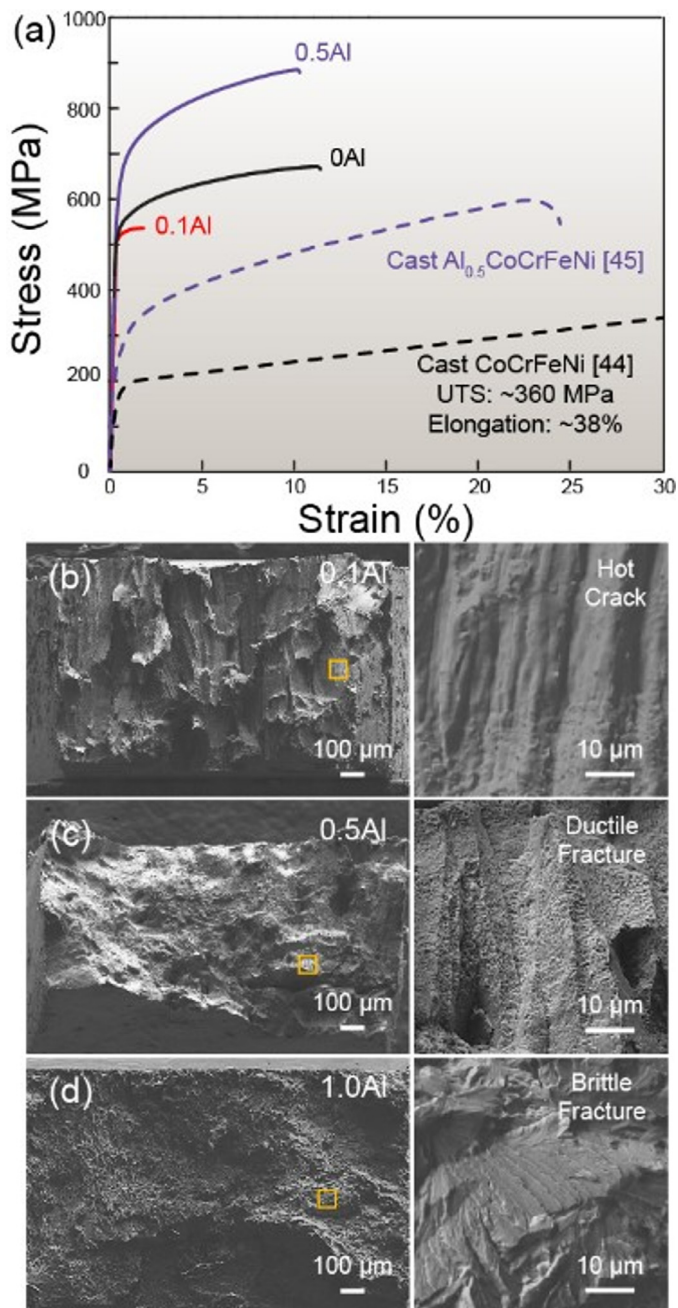 (a)
1000
800
600
400
200
0
Stress (MPa)
0.5Al
0Al
0.1Al
Cast Al₀.₅CoCrFeNi [45]
Cast CoCrFeNi [44]
UTS: ~360 MPa
Elongation: ~38%
0 5 10 15 20 25 30
Strain (%)
(b) 0.1Al
100 µm
Hot
Crack
10 µm
(c) 0.5Al
100 µm
Ductile
Fracture
10 µm
(d) 1.0Al
100 µm
Brittle
Fracture
10 µm